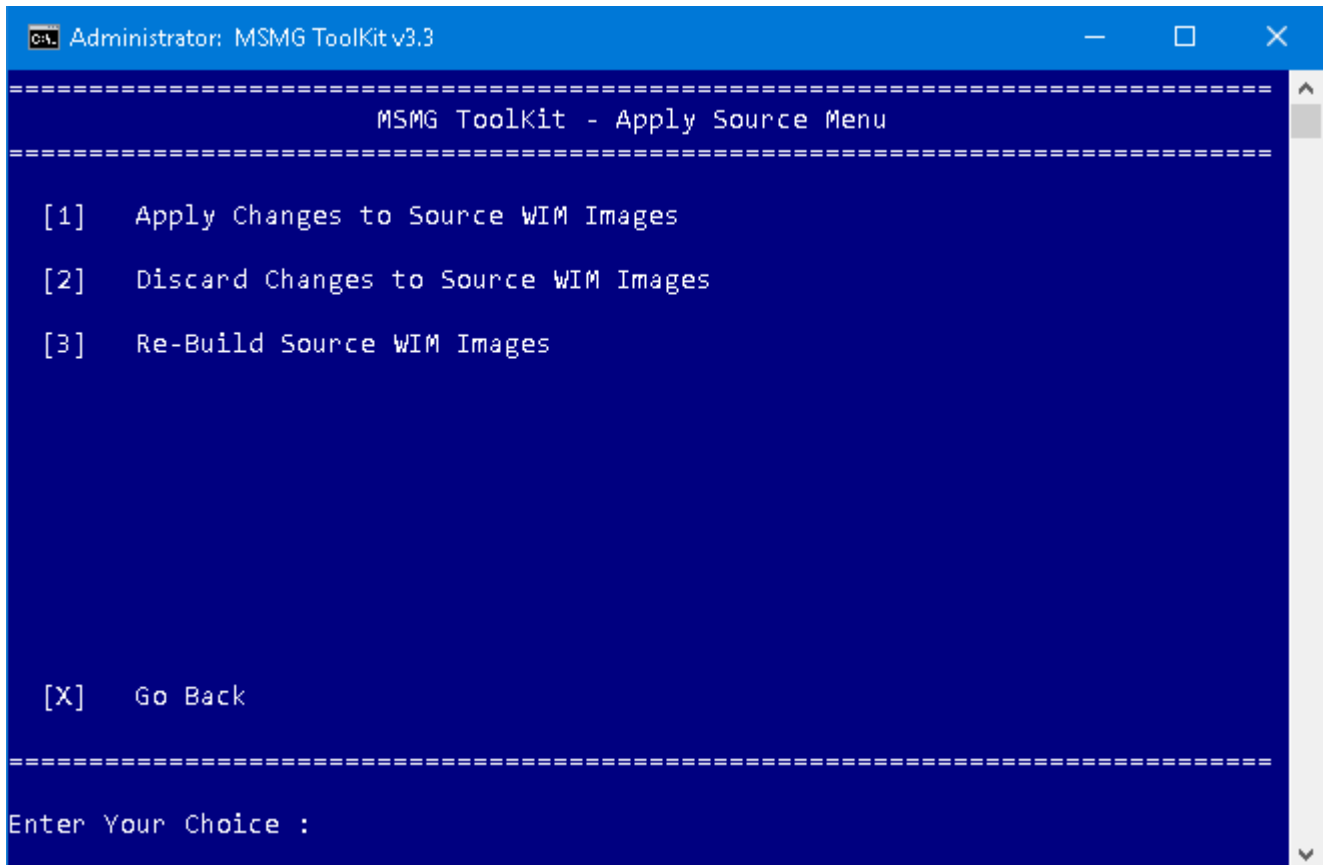 Administrator: MSMG ToolKit v3.3
===============================================================================
MSMG ToolKit - Apply Source Menu
===============================================================================
[1] Apply Changes to Source WIM Images
[2] Discard Changes to Source WIM Images
[3] Re-Build Source WIM Images
[X] Go Back
===============================================================================
Enter Your Choice :